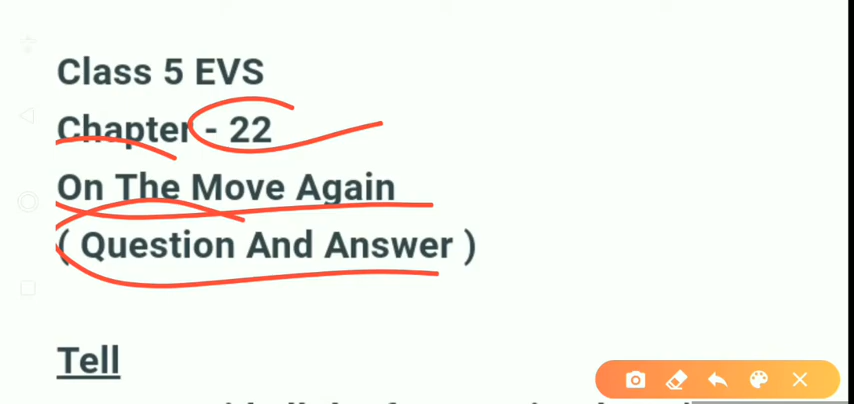 Class 5 EVS
Chapter - 22
On The Move Again
( Question And Answer )
Tell